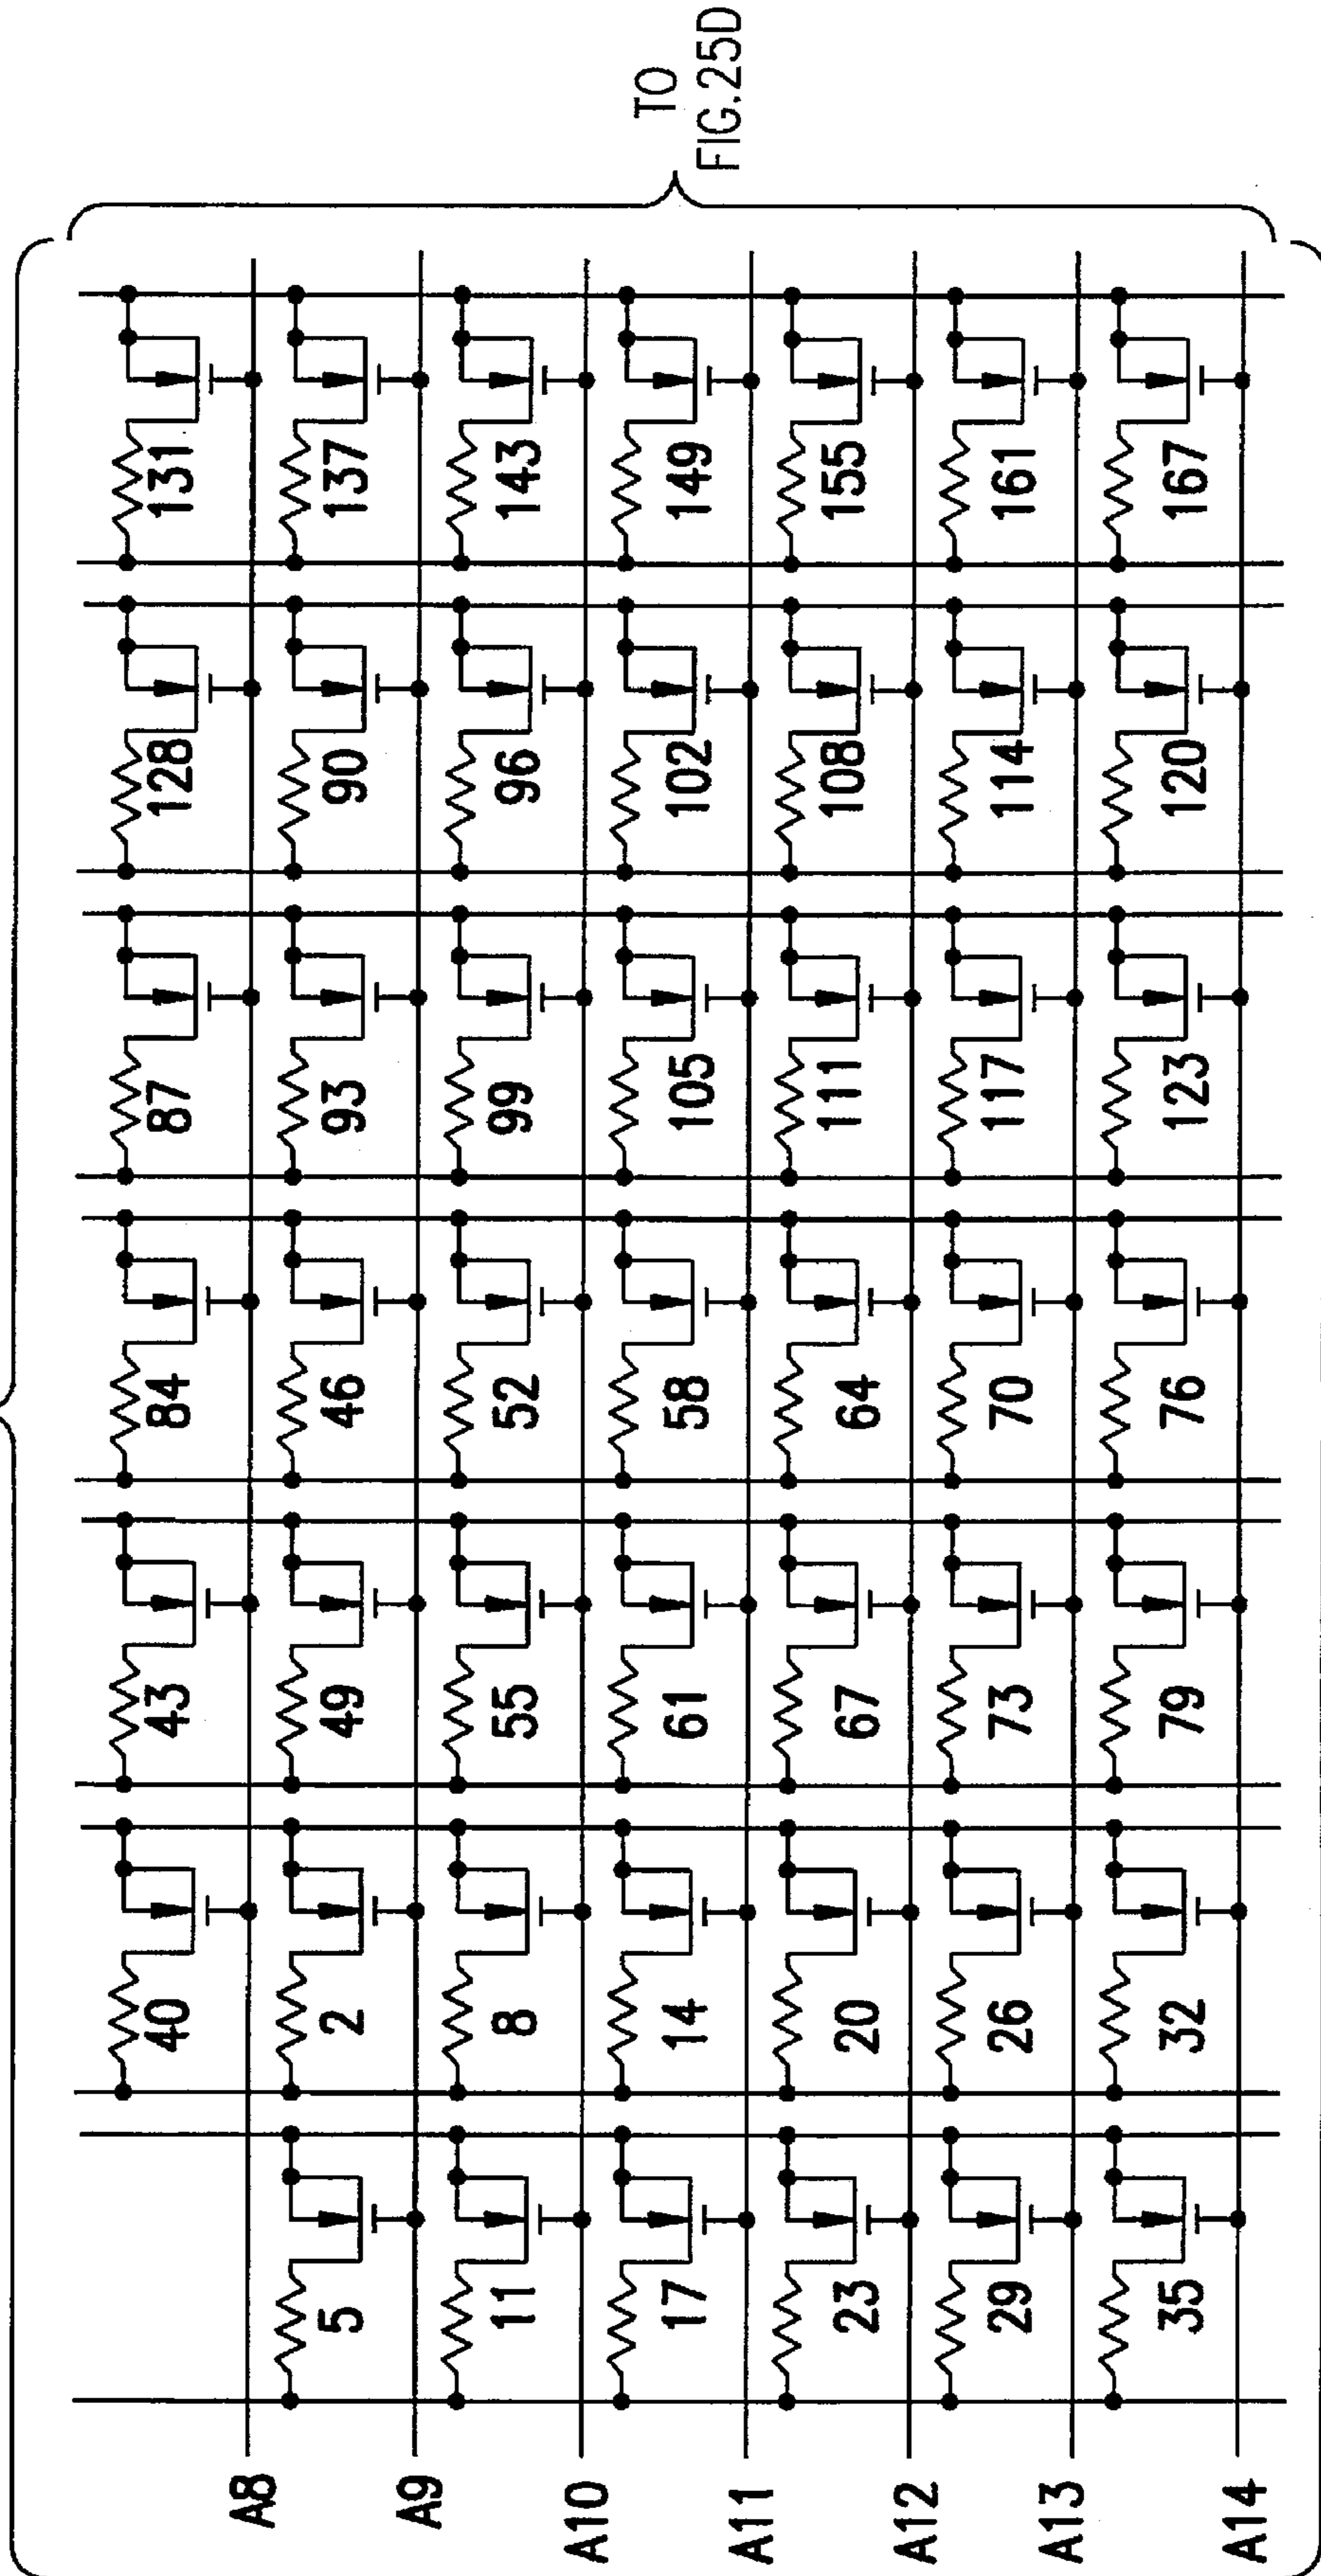 40 43 84 87 128 131
A8
5 2 49 46 93 90 137
A9
11 8 55 52 99 96 143
A10
17 14 61 58 105 102 149
A11
23 20 67 64 111 108 155
A12
29 26 73 70 117 114 161
A13
35 32 79 76 123 120 167
A14
TO
FIG.25D